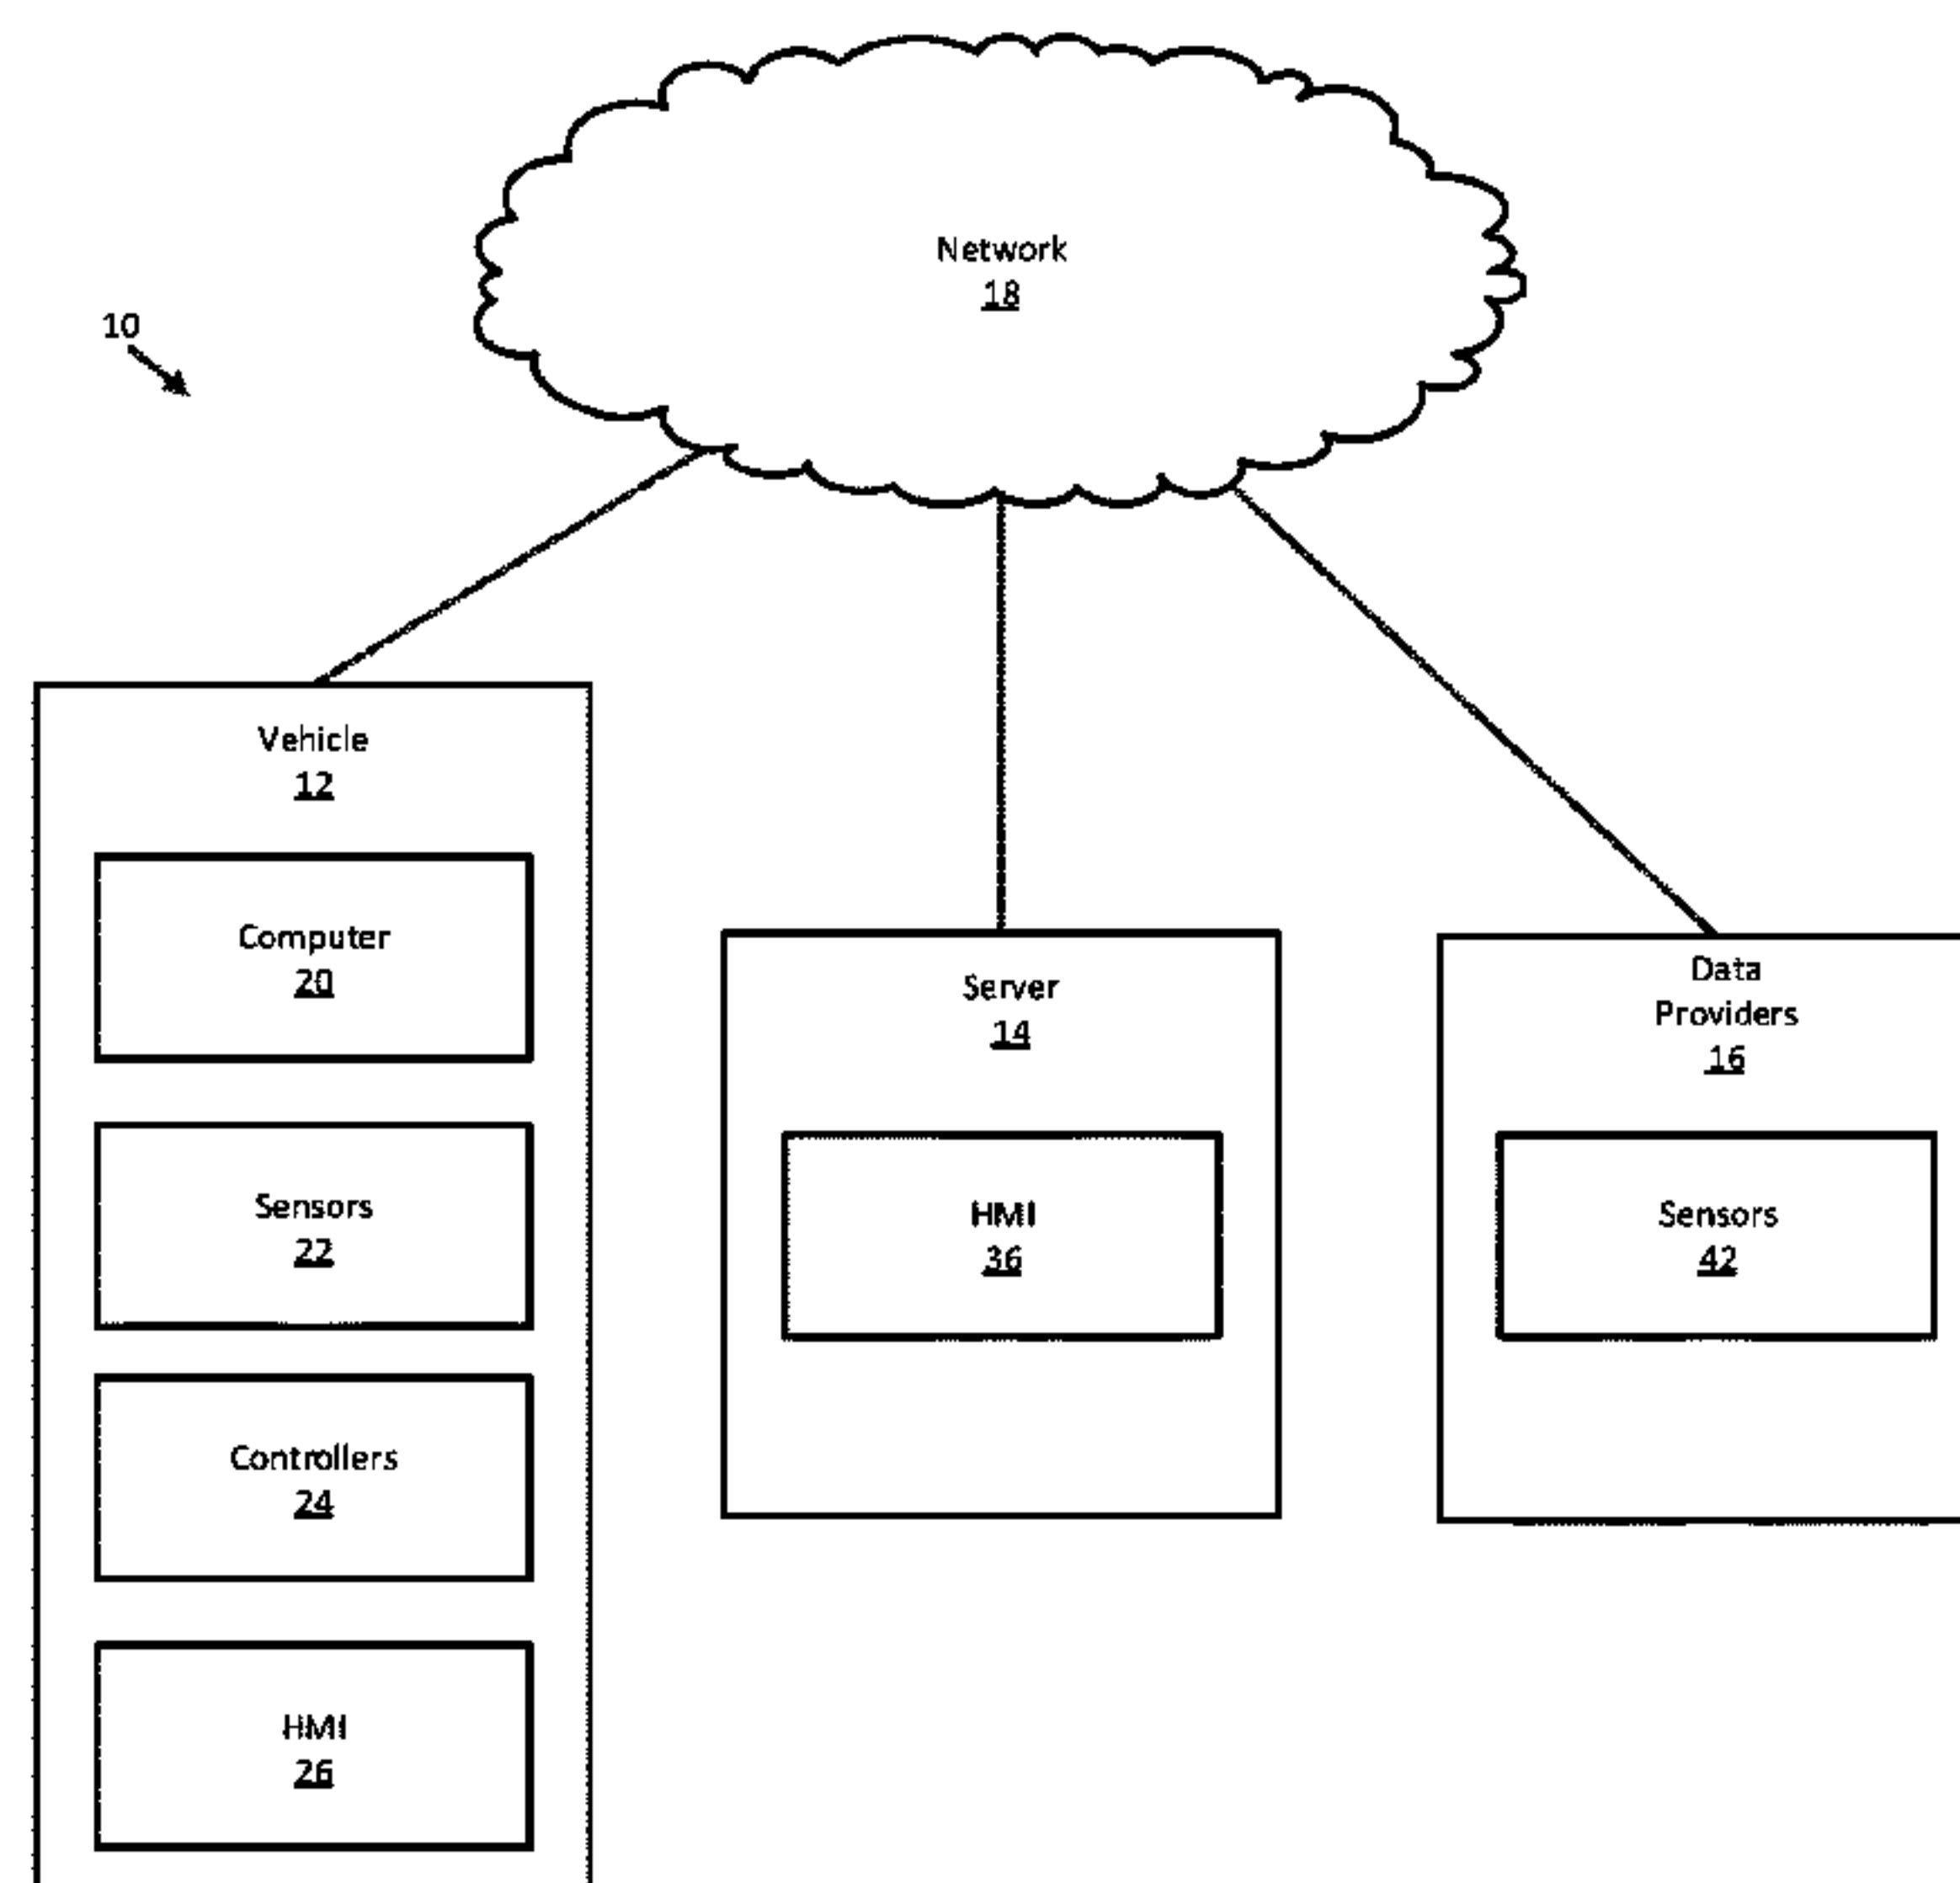 Network
18
10
Vehicle
12
Computer
20
Sensors
22
Controllers
24
HMI
26
Server
14
HMI
36
Data
Providers
16
Sensors
42